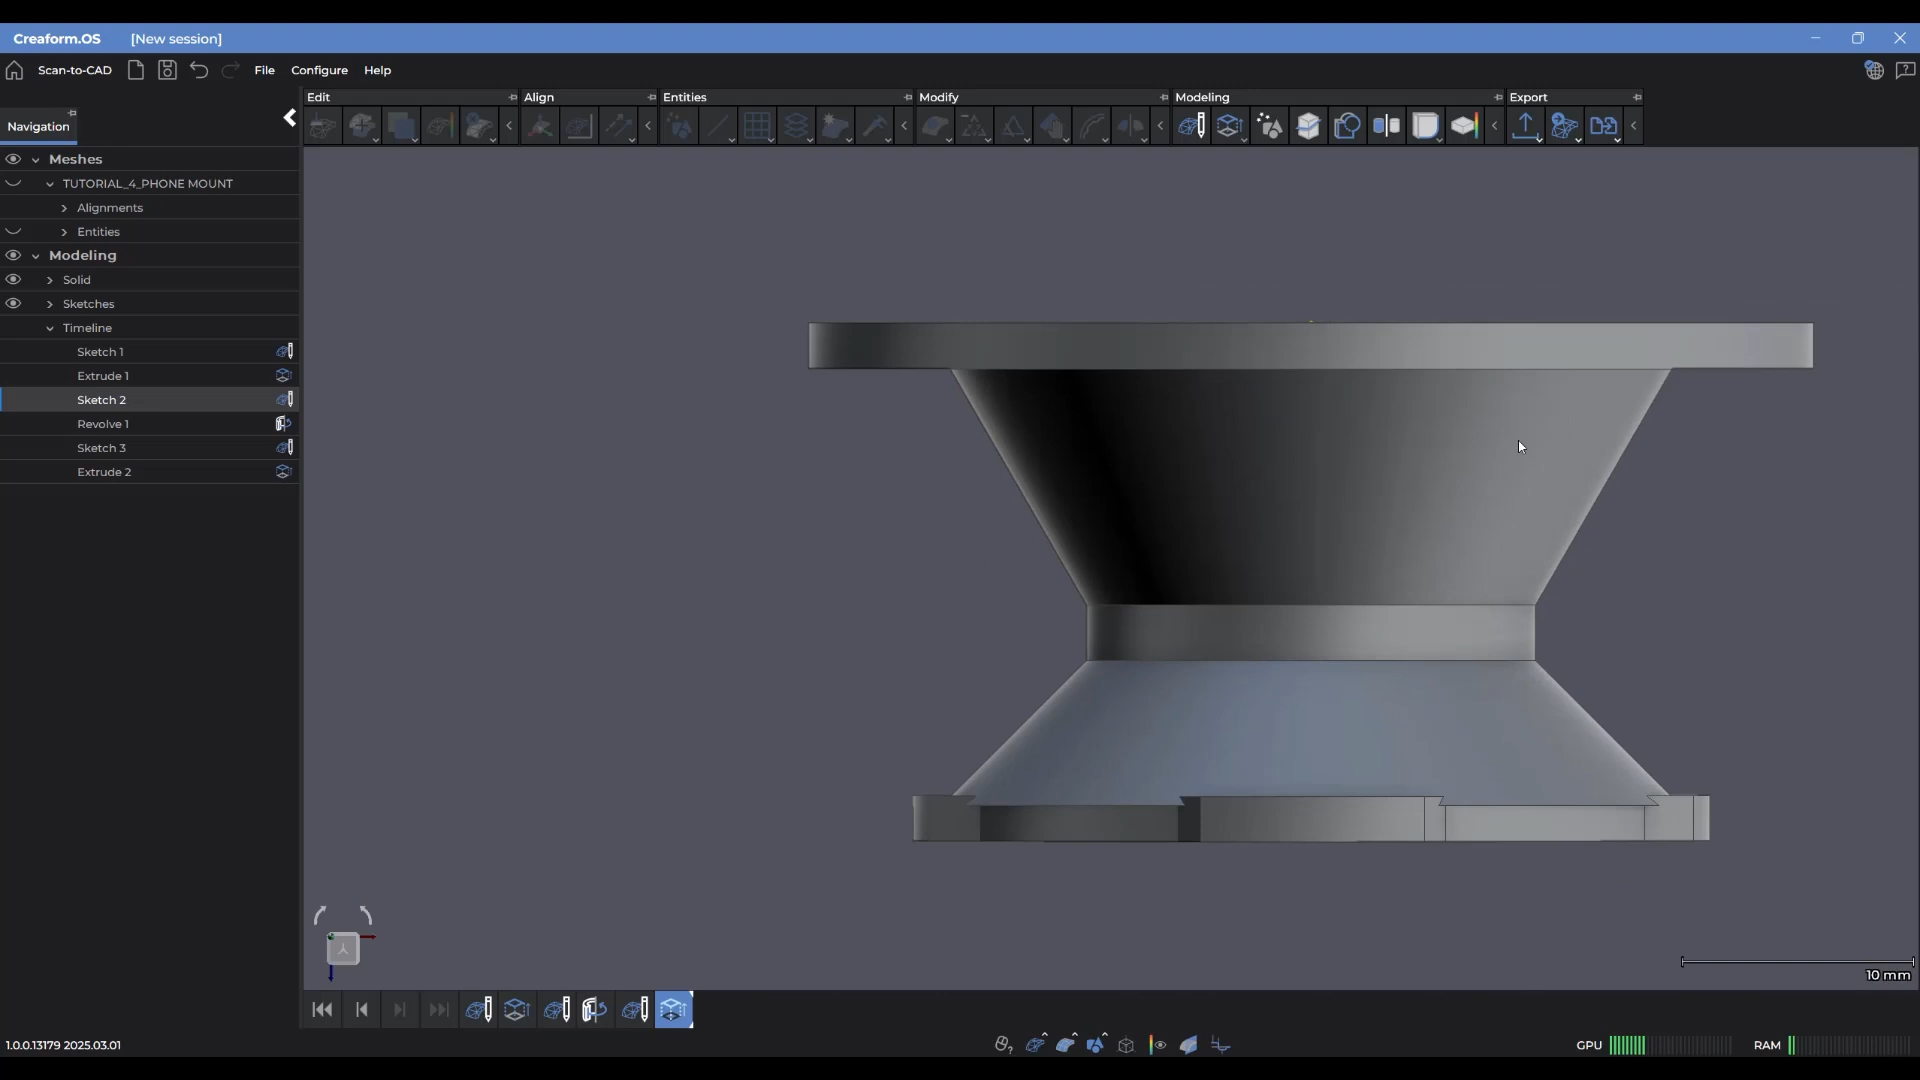 Creaform.OS [New session]
Scan-to-CAD File Configure Help
Edit Align Entities Modify Modeling Export
Navigation
Meshes
TUTORIAL_4_PHONE MOUNT
Alignments
Entities
Modeling
Solid
Sketches
Timeline
Sketch 1
Extrude 1
Sketch 2
Revolve 1
Sketch 3
Extrude 2
10 mm
1.0.0.13179 2025.03.01 GPU RAM